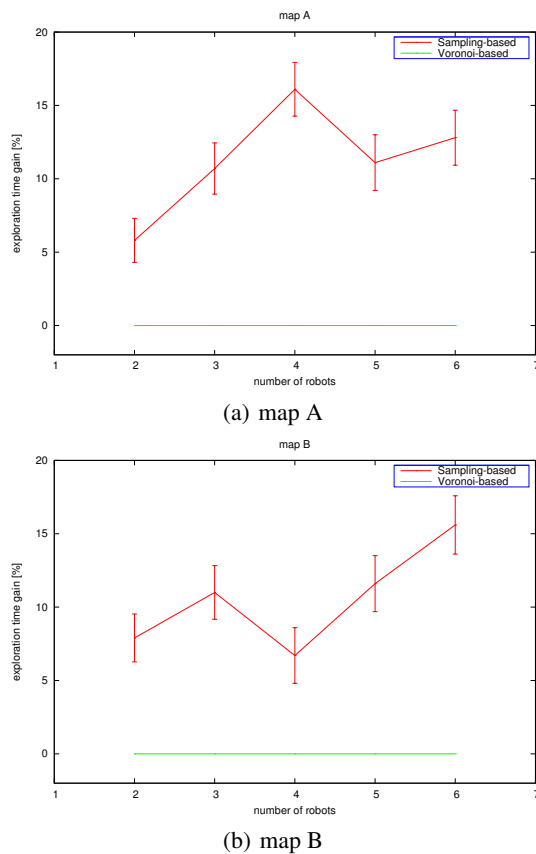 map A
20
Sampling-based
Voronoi-based
15
10
5
0
exploration time gain [%]
1 2 3 4 5 6 7
number of robots
(a) map A
map B
20
Sampling-based
Voronoi-based
15
10
5
0
exploration time gain [%]
1 2 3 4 5 6 7
number of robots
(b) map B